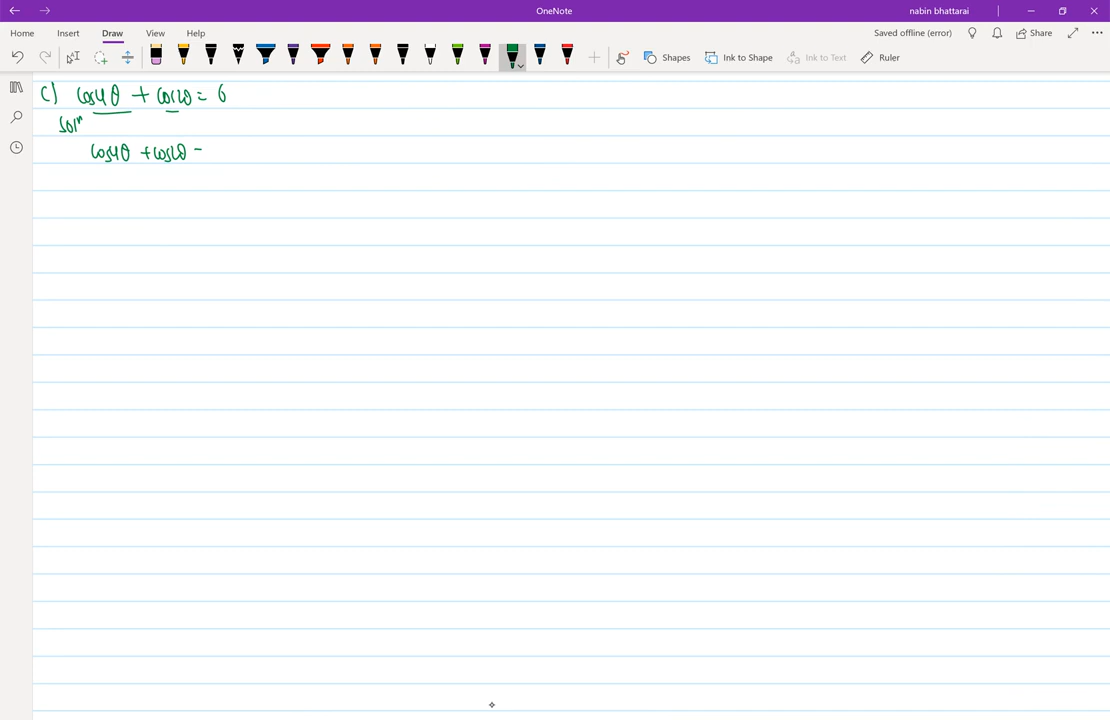 OneNote
nabin bhattarai
Home Insert Draw View Help
Saved offline (error)
Share
Shapes
Ink to Shape
Ink to Text
Ruler
C) cos4θ + cos2θ = 0
Solⁿ
cos4θ + cos2θ =